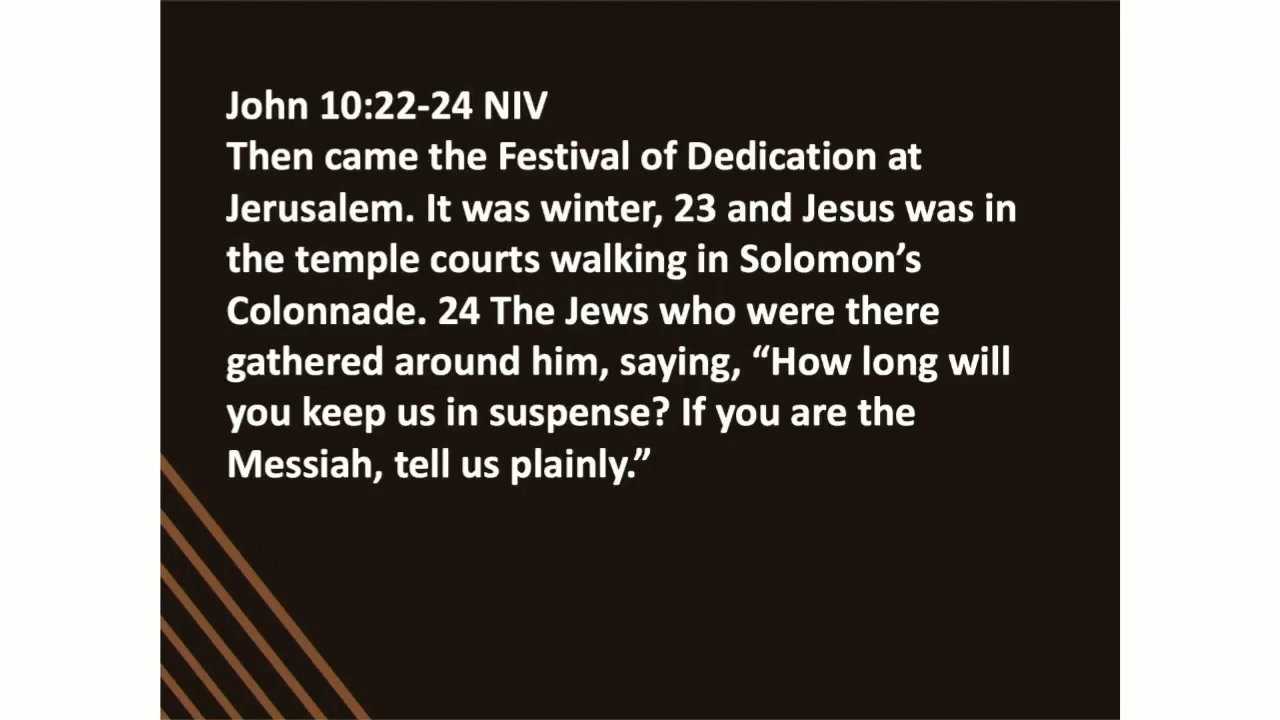 John 10:22-24 NIV
Then came the Festival of Dedication at
Jerusalem. It was winter, 23 and Jesus was in
the temple courts walking in Solomon’s
Colonnade. 24 The Jews who were there
gathered around him, saying, “How long will
you keep us in suspense? If you are the
Messiah, tell us plainly.”